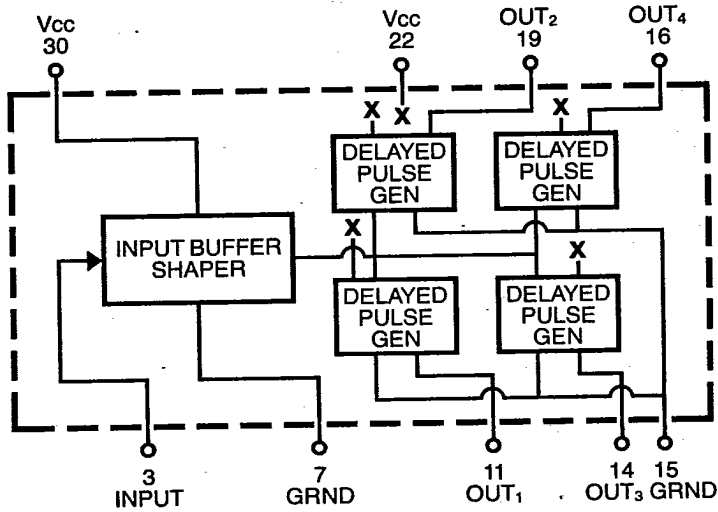 Vcc
30
Vcc
22
OUT₂
19
OUT₄
16
X
X
X
DELAYED
PULSE
GEN
DELAYED
PULSE
GEN
X
X
INPUT BUFFER
SHAPER
DELAYED
PULSE
GEN
DELAYED
PULSE
GEN
3
INPUT
7
GRND
11
OUT₁
14
OUT₃
15
GRND